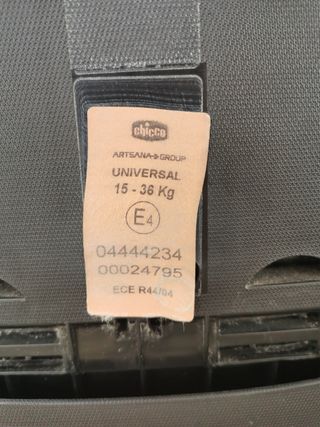 chicco
ARTSANA GROUP
UNIVERSAL
15 - 36 Kg
E4
04444234
00024795
ECE R44/04